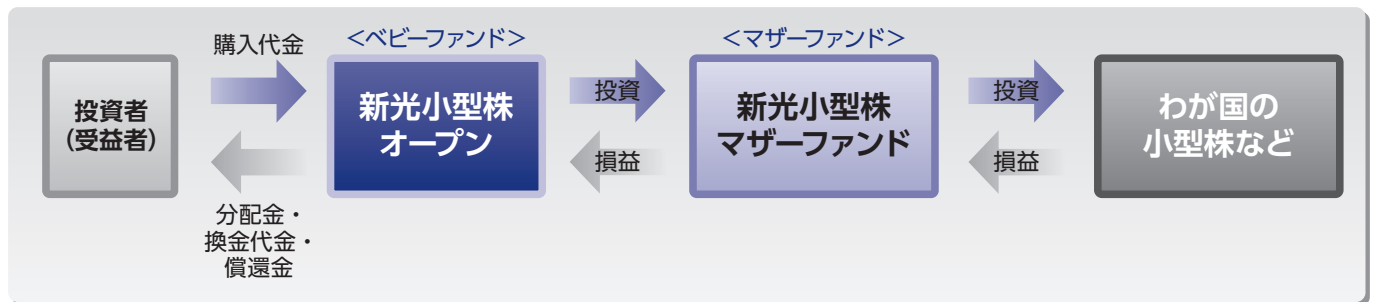 購入代金
投資者
(受益者)
分配金・
換金代金・
償還金
＜ベビーファンド＞
新光小型株
オープン
投資
損益
＜マザーファンド＞
新光小型株
マザーファンド
投資
損益
わが国の
小型株など